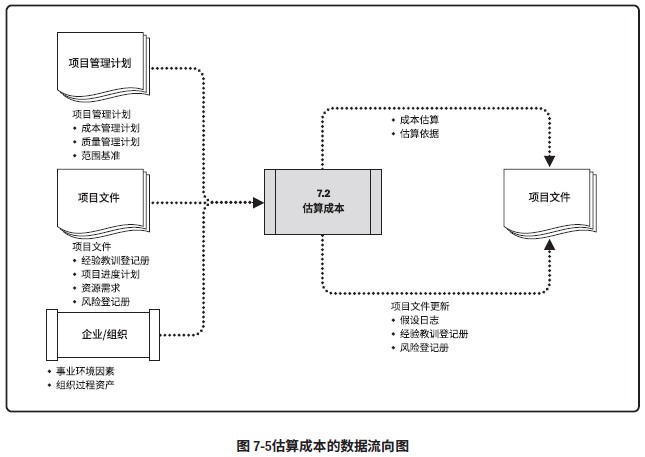 项目管理计划
项目管理计划
• 成本管理计划
• 质量管理计划
• 范围基准
项目文件
项目文件
• 经验教训登记册
• 项目进度计划
• 资源需求
• 风险登记册
企业/组织
• 事业环境因素
• 组织过程资产
7.2
估算成本
• 成本估算
• 估算依据
项目文件
项目文件更新
• 假设日志
• 经验教训登记册
• 风险登记册
图 7-5估算成本的数据流向图